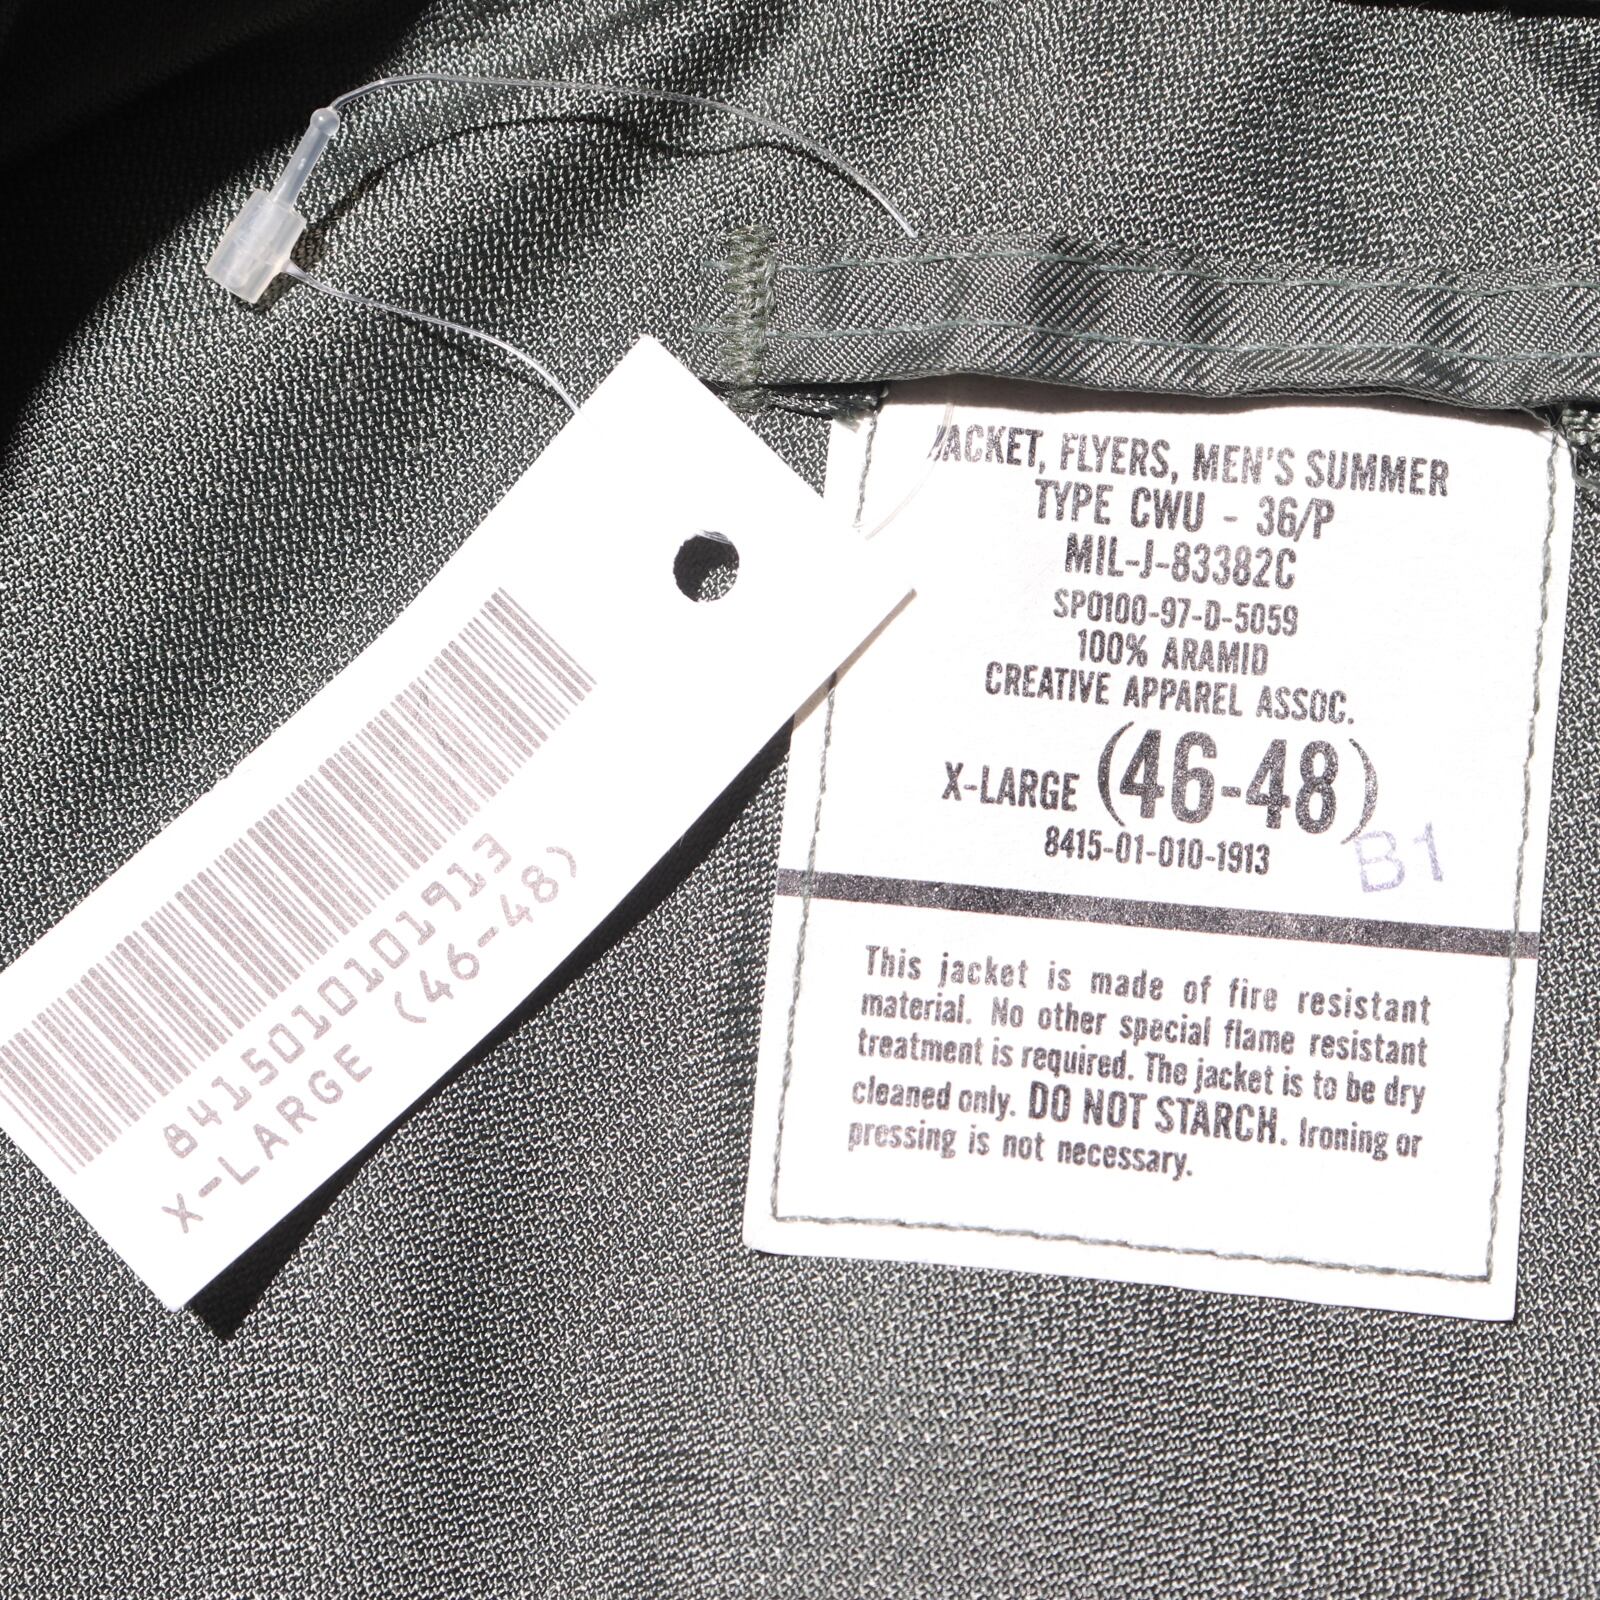 JACKET, FLYERS, MEN'S SUMMER
TYPE CWU - 36/P
MIL-J-83382C
SPO100-97-D-5059
100% ARAMID
CREATIVE APPAREL ASSOC.
X-LARGE (46-48)
8415-01-010-1913
B1
This jacket is made of fire resistant
material. No other special flame resistant
treatment is required. The jacket is to be dry
cleaned only. DO NOT STARCH. Ironing or
pressing is not necessary.
8415010101913
X-LARGE (46-48)